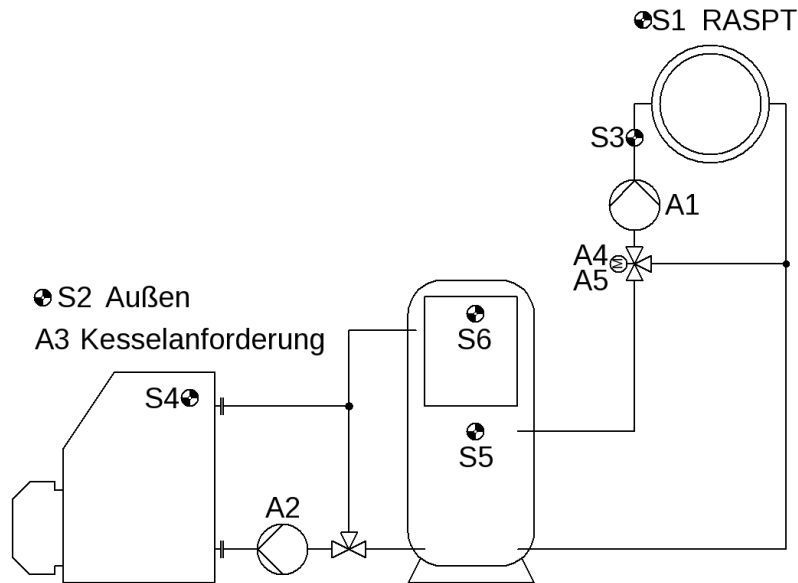 S1 RASPT
S3
A1
A4
M
A5
S2 Außen
S6
A3 Kesselanforderung
S4
S5
A2